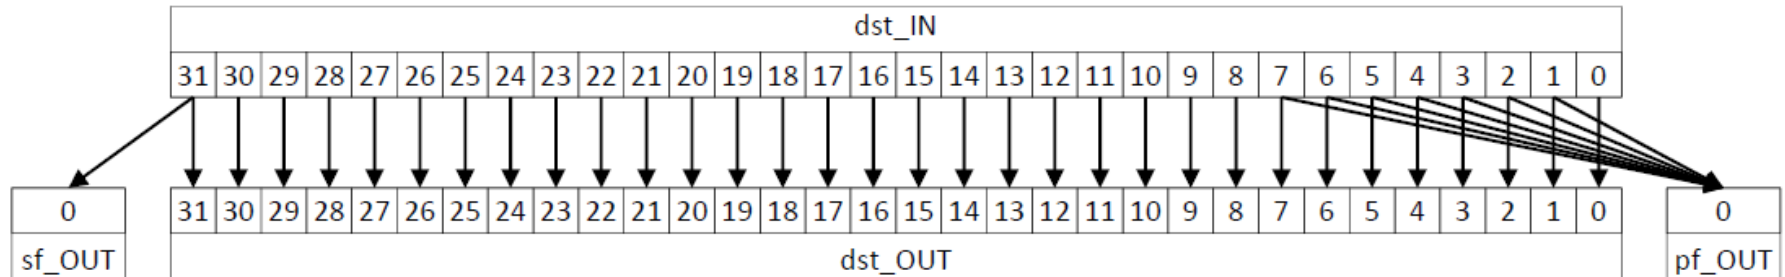 dst_IN
31 30 29 28 27 26 25 24 23 22 21 20 19 18 17 16 15 14 13 12 11 10 9 8 7 6 5 4 3 2 1 0
0 31 30 29 28 27 26 25 24 23 22 21 20 19 18 17 16 15 14 13 12 11 10 9 8 7 6 5 4 3 2 1 0 0
sf_OUT dst_OUT pf_OUT